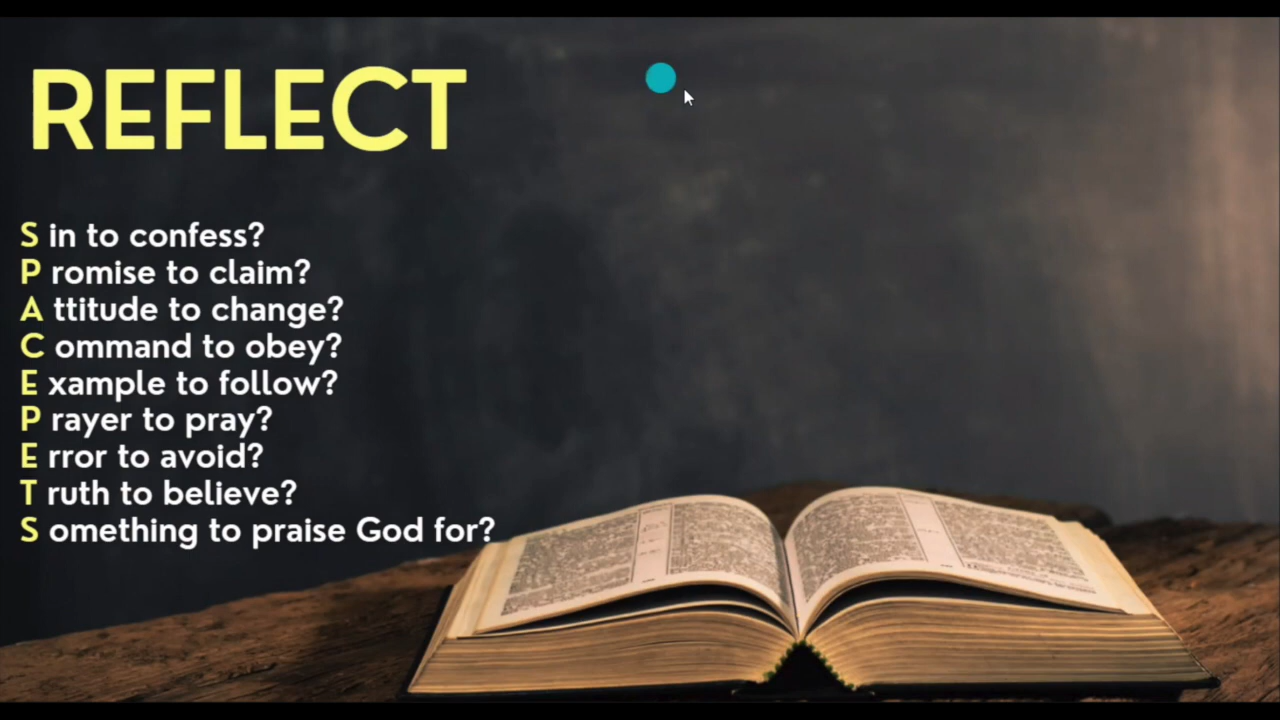 REFLECT
S in to confess?
P romise to claim?
A ttitude to change?
C ommand to obey?
E xample to follow?
P rayer to pray?
E rror to avoid?
T ruth to believe?
S omething to praise God for?